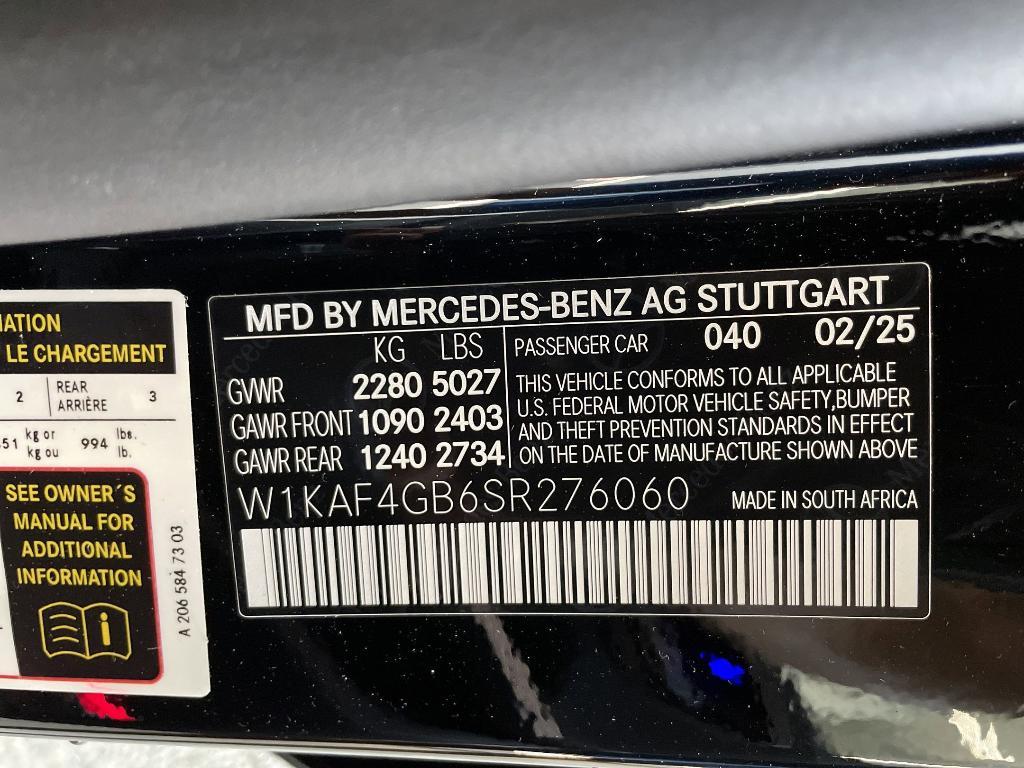 MATION
LE CHARGEMENT
2 REAR 3
ARRIÈRE
51 kg or 994 lbs.
kg ou lb.
SEE OWNER´S
MANUAL FOR
ADDITIONAL
INFORMATION
i
A 206 584 73 03
MFD BY MERCEDES-BENZ AG STUTTGART
KG LBS
GVWR 2280 5027
GAWR FRONT 1090 2403
GAWR REAR 1240 2734
PASSENGER CAR 040 02/25
THIS VEHICLE CONFORMS TO ALL APPLICABLE
U.S. FEDERAL MOTOR VEHICLE SAFETY,BUMPER
AND THEFT PREVENTION STANDARDS IN EFFECT
ON THE DATE OF MANUFACTURE SHOWN ABOVE
W1KAF4GB6SR276060 MADE IN SOUTH AFRICA